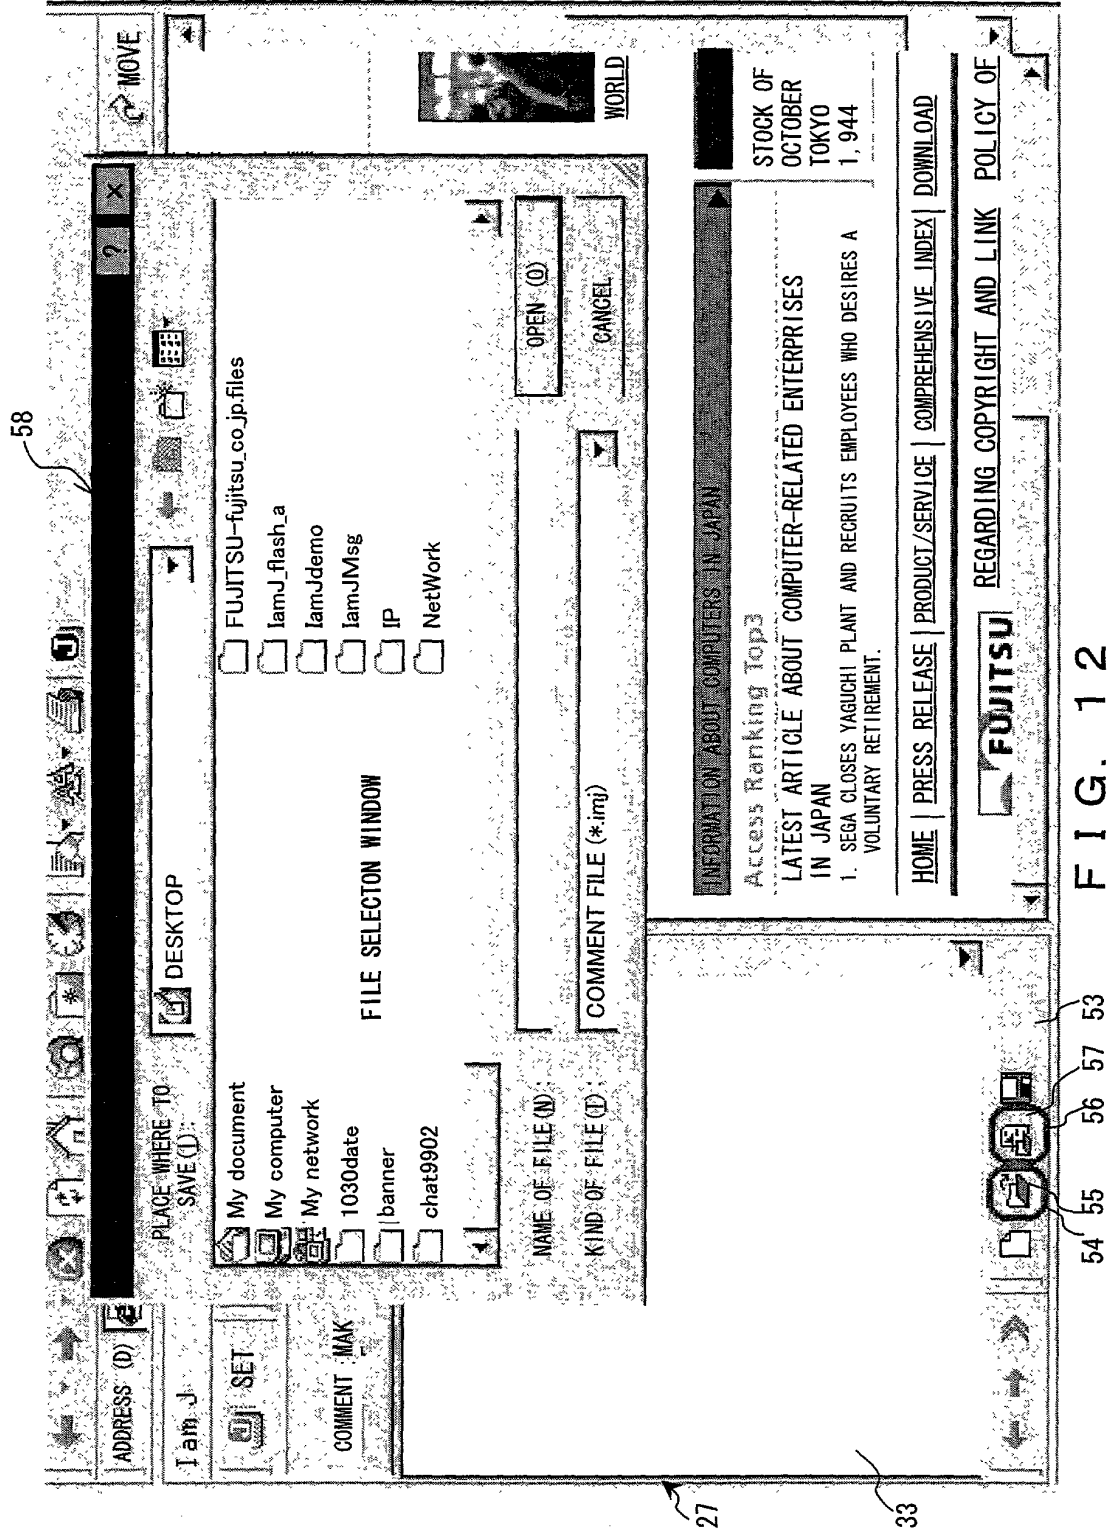 58
ADDRESS (D)
MOVE
I am J
? ×
SET
PLACE WHERE TO
SAVE(I):
DESKTOP
COMMENT MAK
My document
My computer
My network
1030date
banner
chat9902
FILE SELECTON WINDOW
FUJITSU-fujitsu_co_jp.files
IamJ_flash_a
IamJdemo
IamJMsg
IP
NetWork
NAME OF FILE(N):
OPEN (O)
KIND OF FILE(T):
COMMENT FILE (*.imj)
CANCEL
WORLD
INFORMATION ABOUT COMPUTERS IN JAPAN
Access Ranking Top3
LATEST ARTICLE ABOUT COMPUTER-RELATED ENTERPRISES
IN JAPAN
1. SEGA CLOSES YAGUCHI PLANT AND RECRUITS EMPLOYEES WHO DESIRES A
VOLUNTARY RETIREMENT.
STOCK OF
OCTOBER
TOKYO
1,944
HOME | PRESS RELEASE | PRODUCT/SERVICE | COMPREHENSIVE INDEX | DOWNLOAD
FUJITSU
REGARDING COPYRIGHT AND LINK POLICY OF
27
33
54
55
56
57
53
FIG. 12